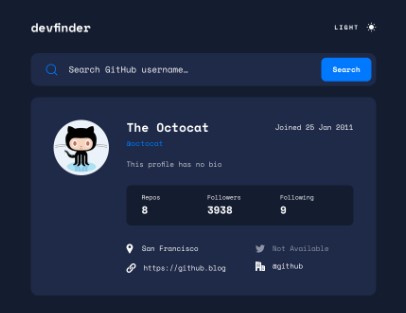 devfinder
LIGHT
Search GitHub username…
Search
The Octocat
Joined 25 Jan 2011
@octocat
This profile has no bio
Repos Followers Following
8 3938 9
San Francisco
Not Available
https://github.blog
@github